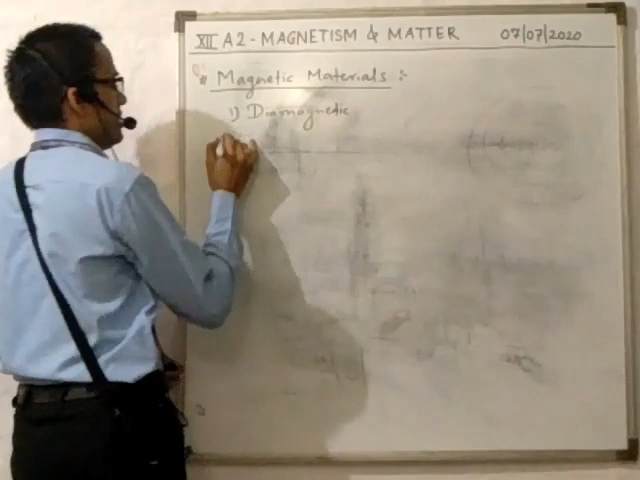 XII A2 - MAGNETISM & MATTER 07/07/2020
* Magnetic Materials :-
1) Diamagnetic